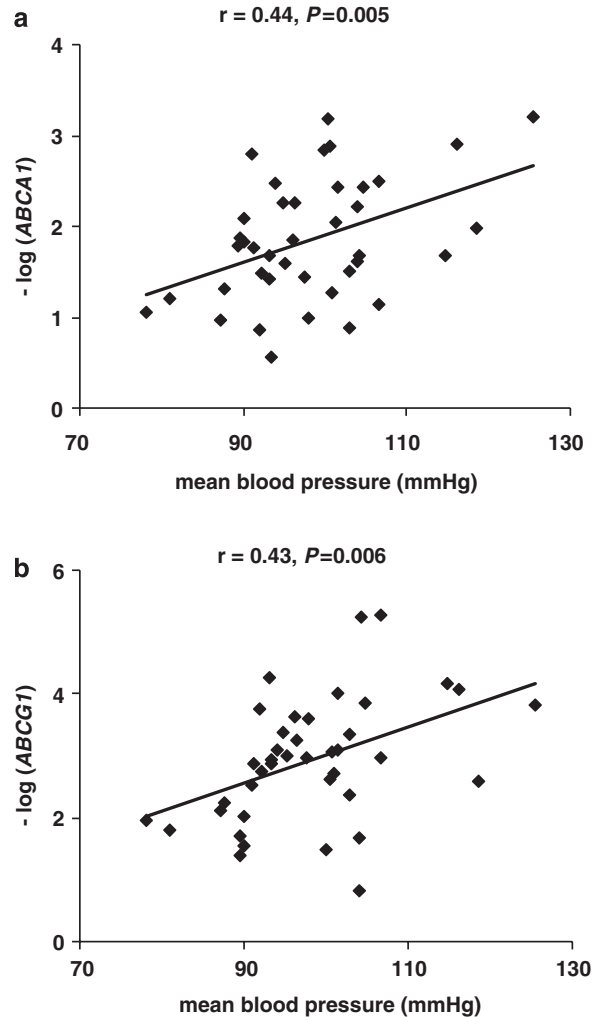 a
r = 0.44, P=0.005
4
3
2
1
0
- log (ABCA1)
70 90 110 130
mean blood pressure (mmHg)
b
r = 0.43, P=0.006
6
4
2
0
- log (ABCG1)
70 90 110 130
mean blood pressure (mmHg)